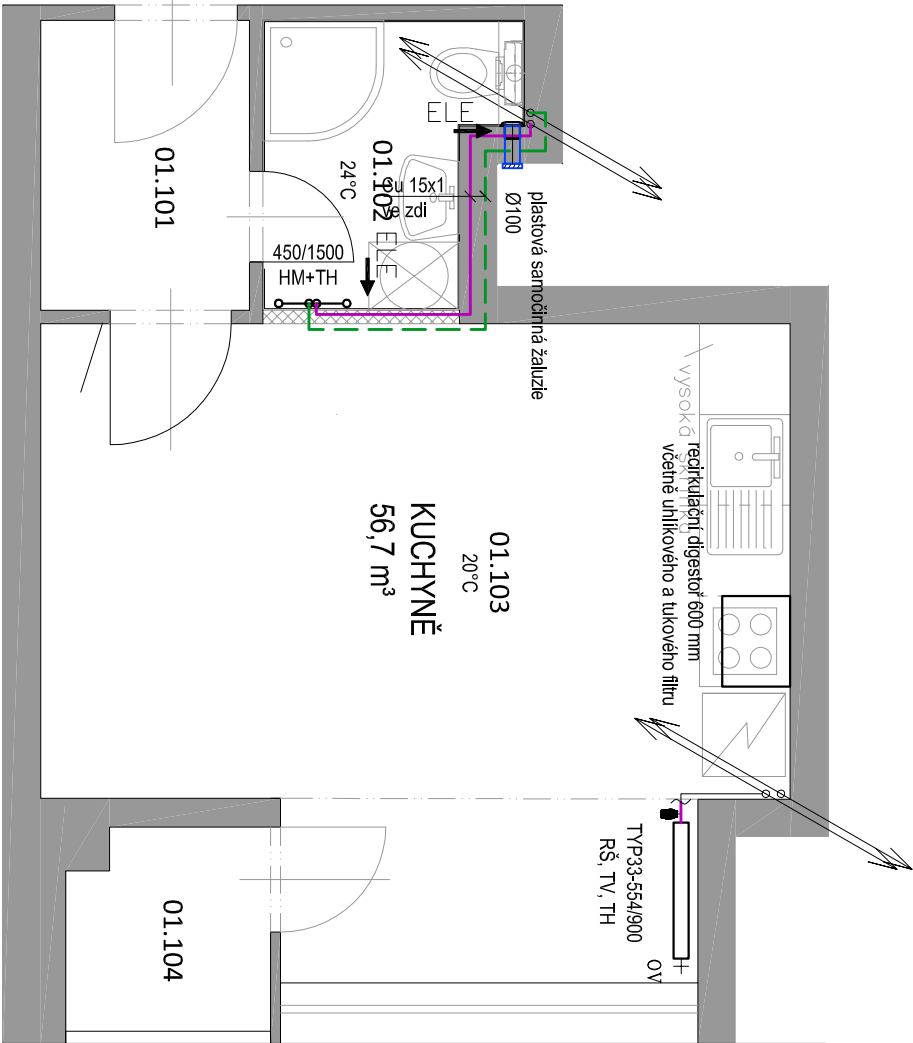 01.101
ELE
01.102
24°C
Cu 15x1
ve zdi
ELE
450/1500
HM+TH
plastová samočinná žaluzie
Ø100
vysoká skříňka
recirkulační digestoř 600 mm
včetně uhlíkového a tukového filtru
01.103
20°C
KUCHYNĚ
56,7 m³
TYP33-554/900
RŠ, TV, TH
OV
01.104